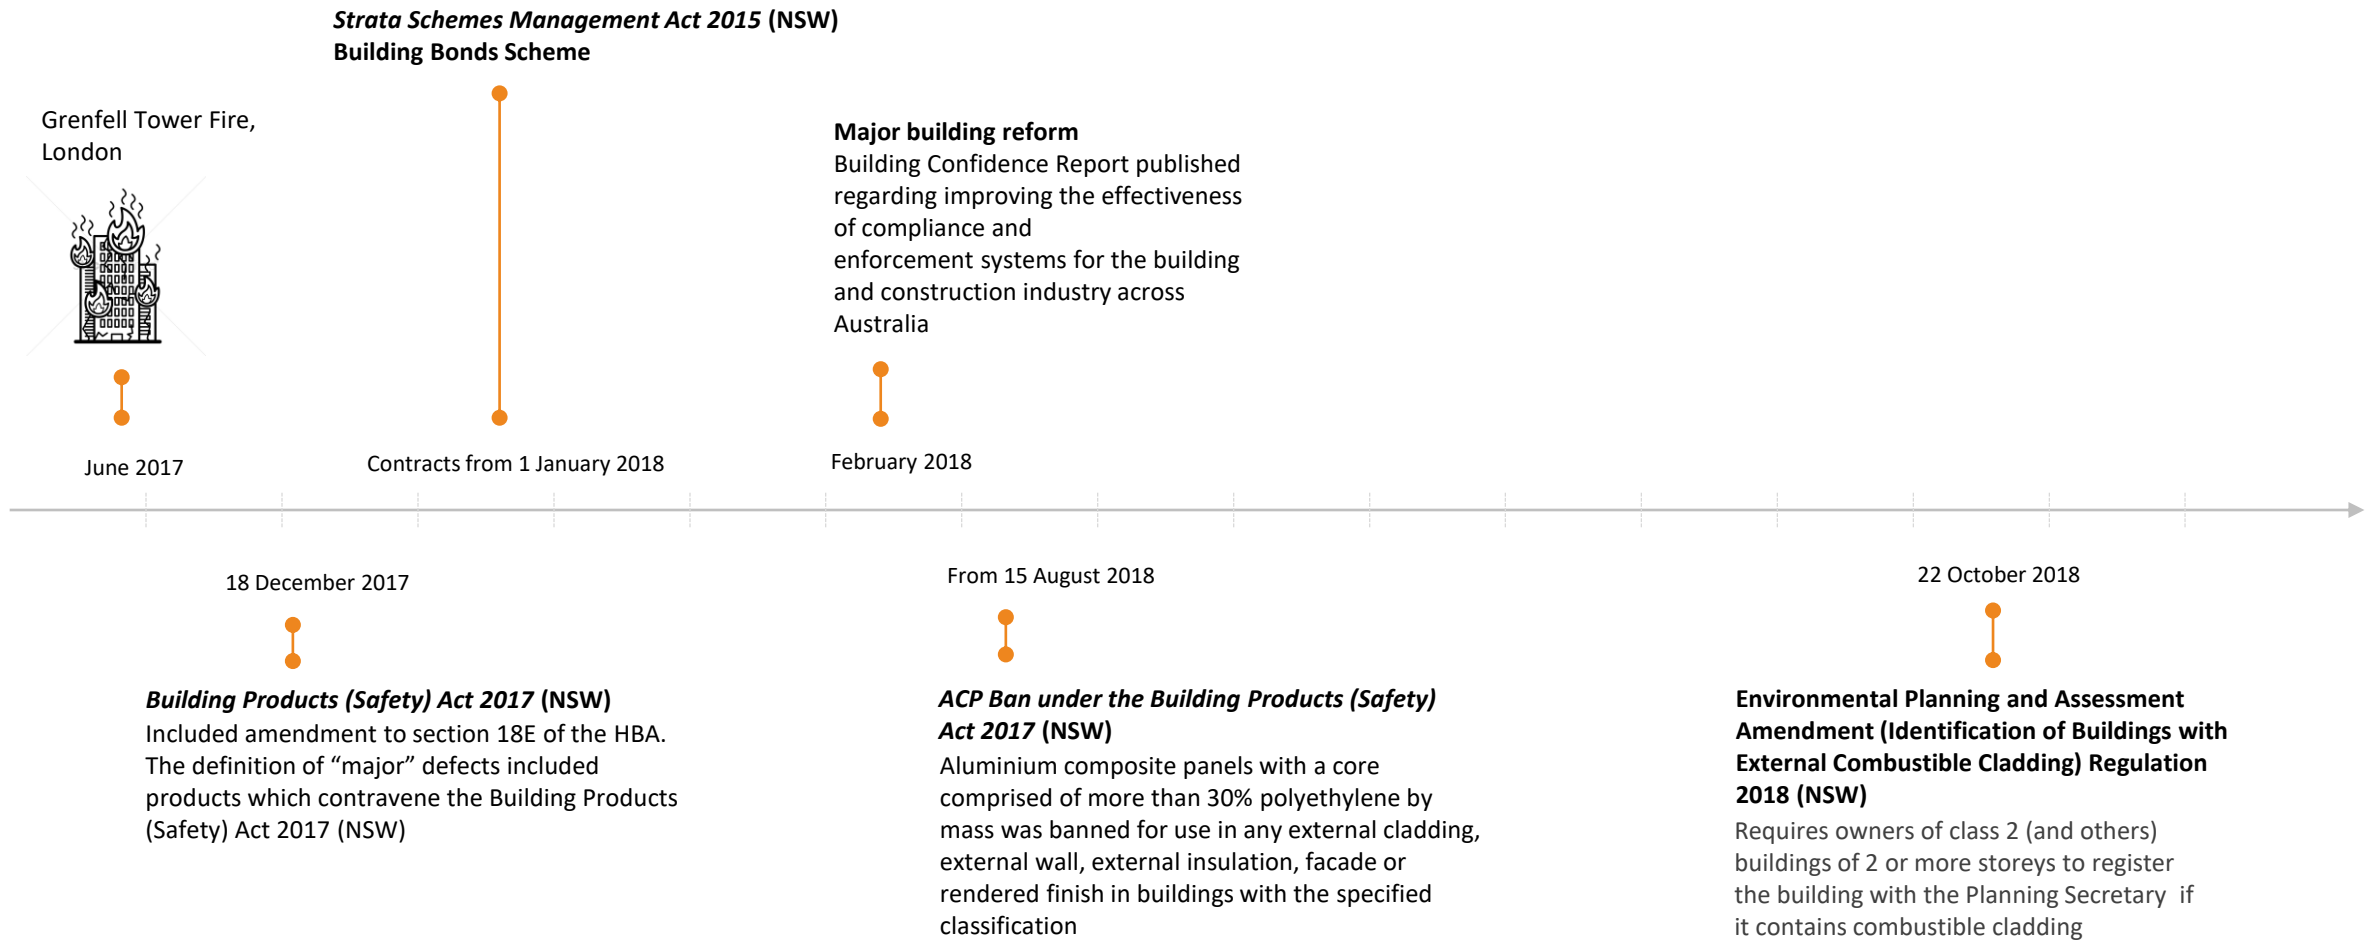 Strata Schemes Management Act 2015 (NSW)
Building Bonds Scheme
Grenfell Tower Fire,
London
Major building reform
Building Confidence Report published
regarding improving the effectiveness
of compliance and
enforcement systems for the building
and construction industry across
Australia
June 2017
Contracts from 1 January 2018
February 2018
18 December 2017
From 15 August 2018
22 October 2018
Building Products (Safety) Act 2017 (NSW)
Included amendment to section 18E of the HBA.
The definition of “major” defects included
products which contravene the Building Products
(Safety) Act 2017 (NSW)
ACP Ban under the Building Products (Safety)
Act 2017 (NSW)
Aluminium composite panels with a core
comprised of more than 30% polyethylene by
mass was banned for use in any external cladding,
external wall, external insulation, facade or
rendered finish in buildings with the specified
classification
Environmental Planning and Assessment
Amendment (Identification of Buildings with
External Combustible Cladding) Regulation
2018 (NSW)
Requires owners of class 2 (and others)
buildings of 2 or more storeys to register
the building with the Planning Secretary if
it contains combustible cladding